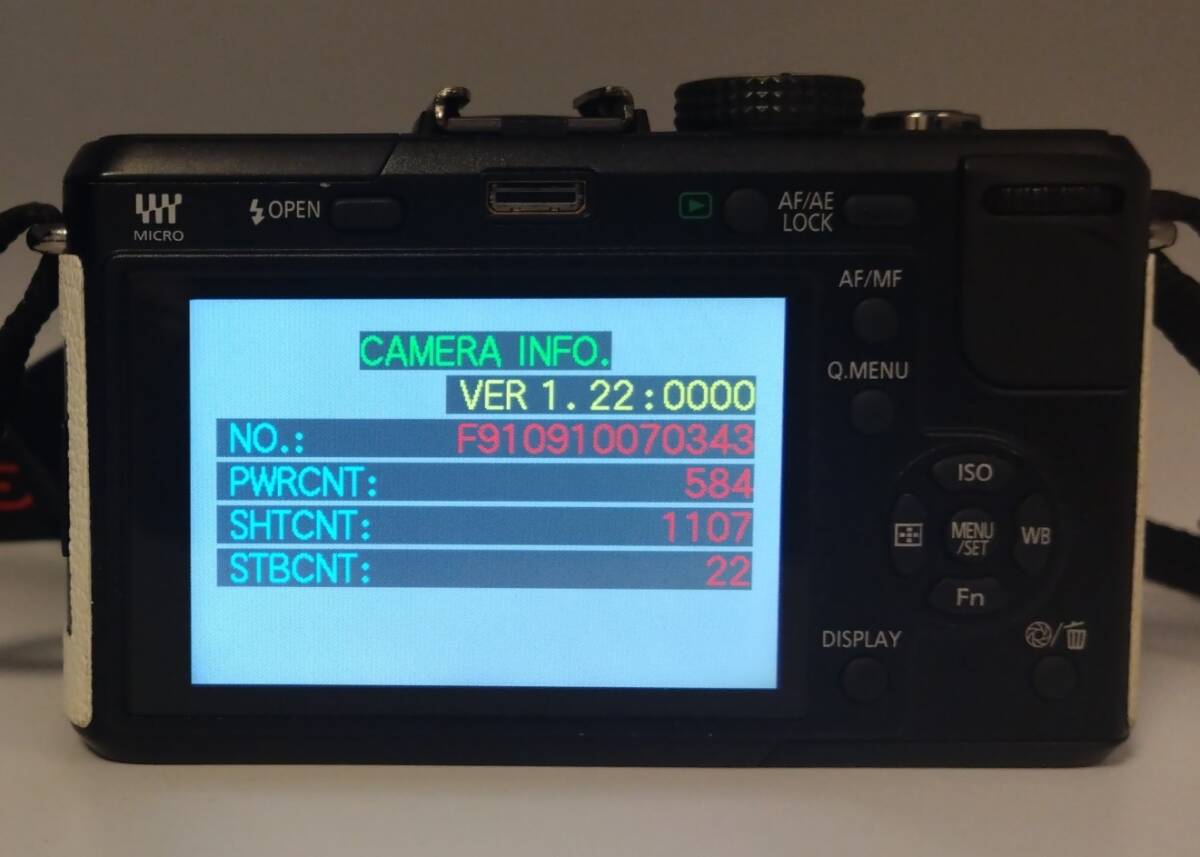 MICRO
OPEN
AF/AE
LOCK
AF/MF
Q.MENU
CAMERA INFO.
VER 1.22:0000
NO.: F910910070343
PWRCNT: 584
SHTCNT: 1107
STBCNT: 22
ISO
MENU
/SET
WB
Fn
DISPLAY
E